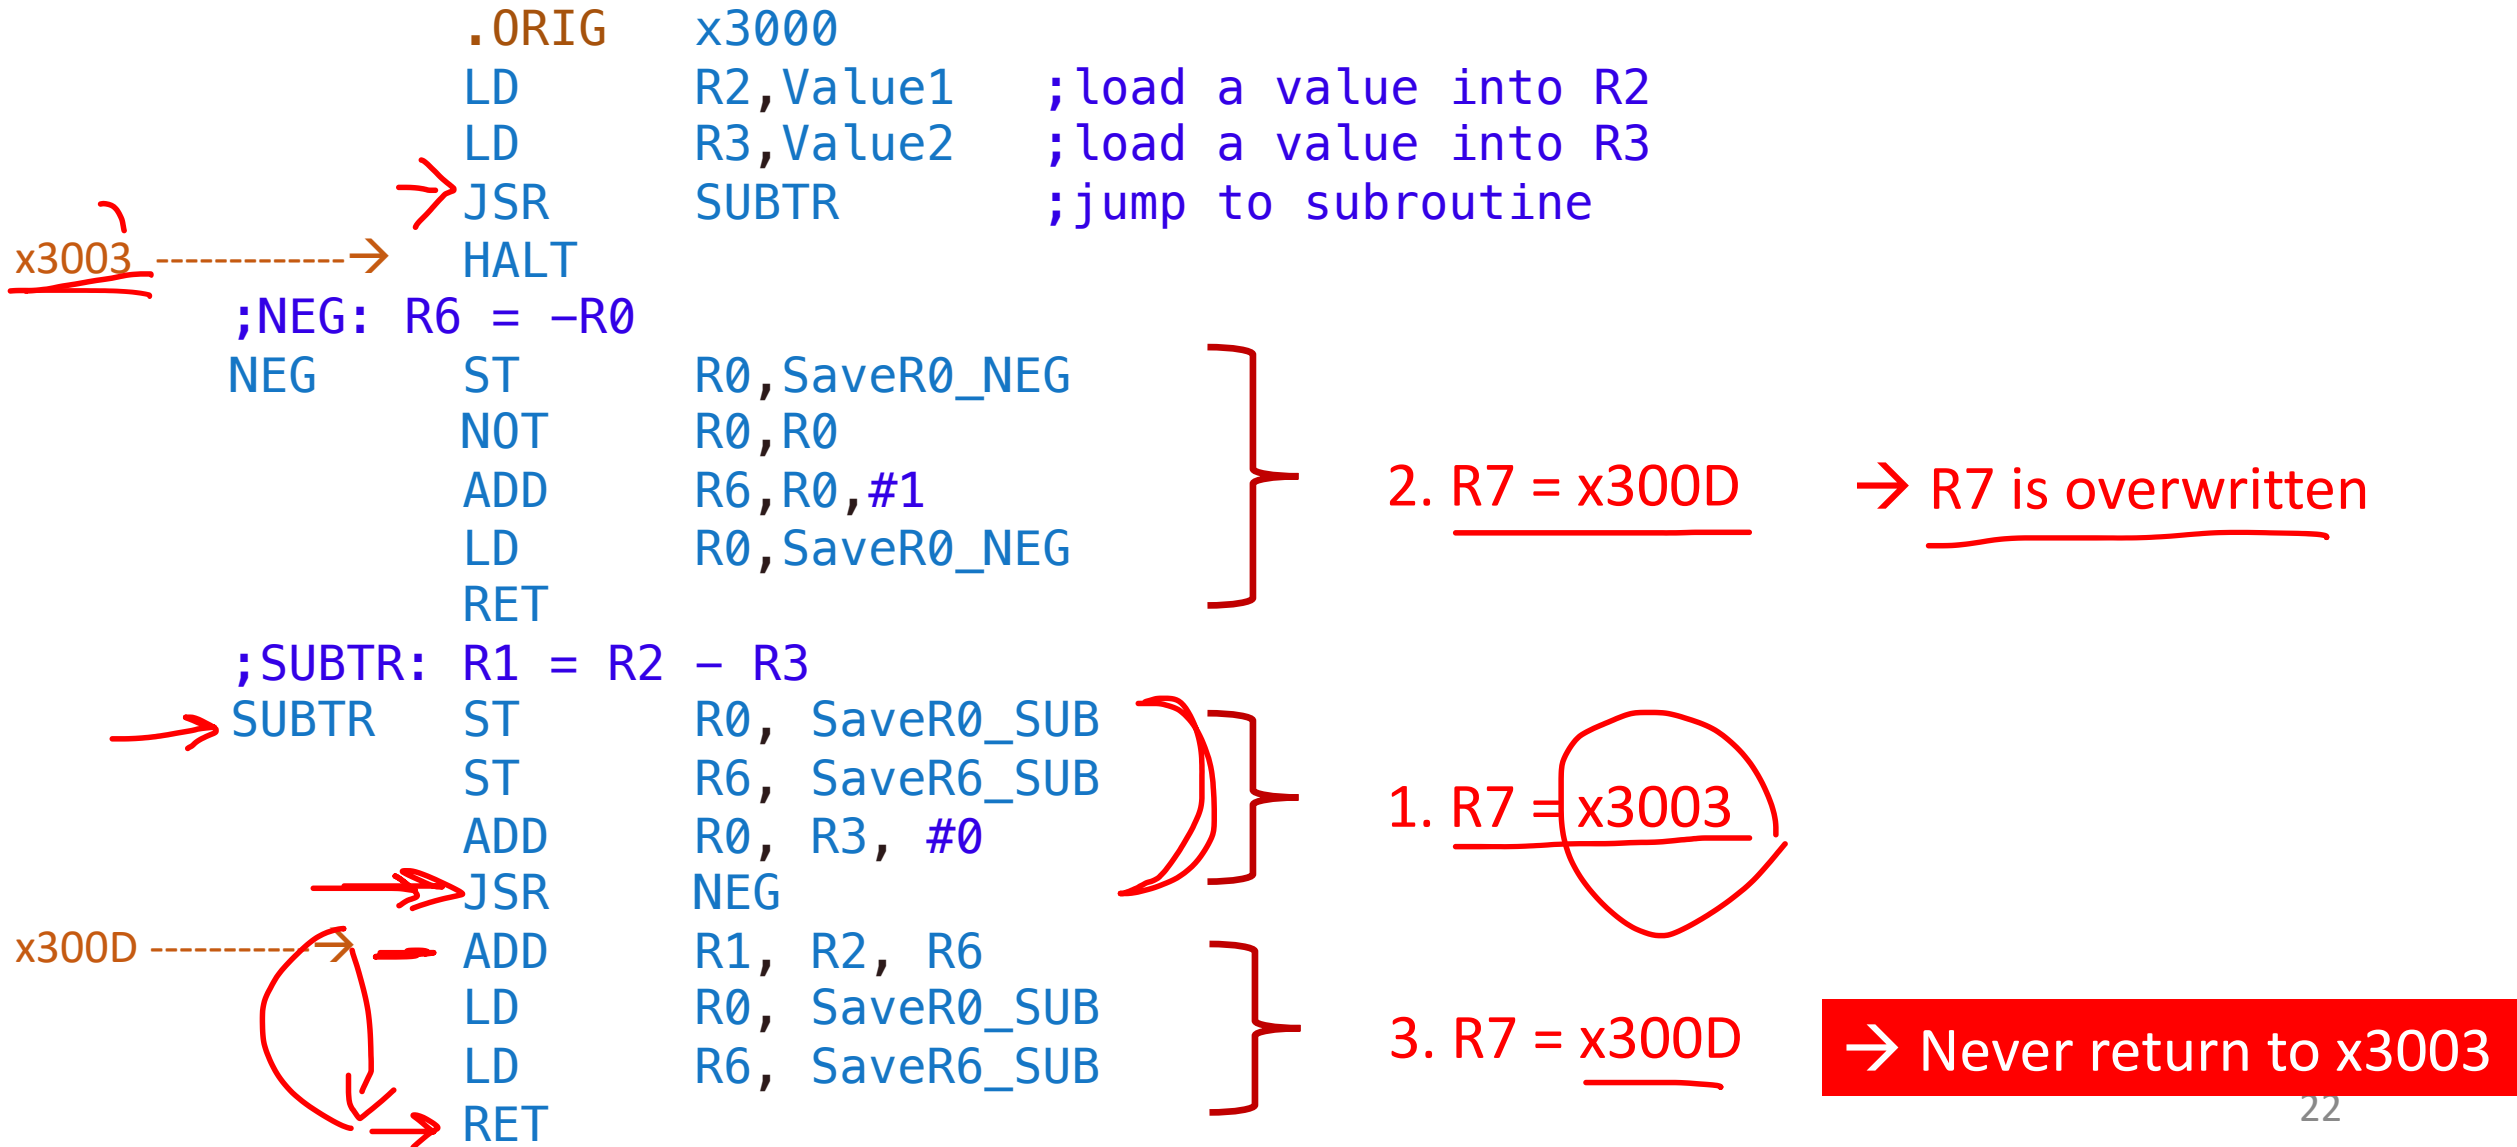 .ORIG x3000
LD R2,Value1 ;load a value into R2
LD R3,Value2 ;load a value into R3
JSR SUBTR ;jump to subroutine
x3003 -------------→ HALT
;NEG: R6 = −R0
NEG ST R0,SaveR0_NEG
NOT R0,R0
ADD R6,R0,#1
2. R7 = x300D → R7 is overwritten
LD R0,SaveR0_NEG
RET
;SUBTR: R1 = R2 − R3
SUBTR ST R0, SaveR0_SUB
ST R6, SaveR6_SUB
1. R7 = x3003
ADD R0, R3, #0
JSR NEG
x300D -----------→ ADD R1, R2, R6
LD R0, SaveR0_SUB
3. R7 = x300D → Never return to x3003
LD R6, SaveR6_SUB
22
RET